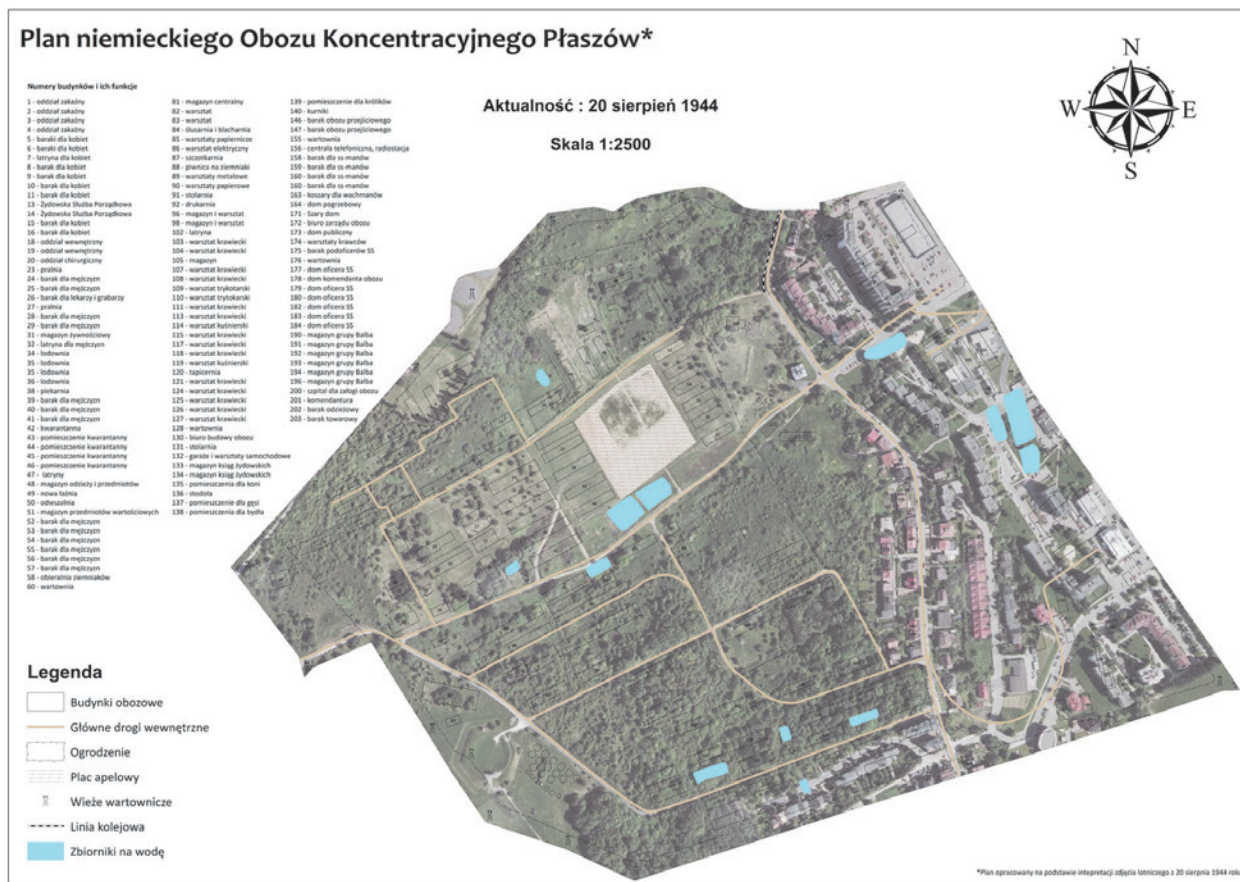 Plan niemieckiego Obozu Koncentracyjnego Płaszów*
Numery budynków i ich funkcje
1 - oddział zakaźny
2 - oddział zakaźny
3 - oddział zakaźny
4 - oddział zakaźny
5 - baraki dla kobiet
6 - baraki dla kobiet
7 - latryna dla kobiet
8 - barak dla kobiet
9 - barak dla kobiet
10 - barak dla kobiet
11 - barak dla kobiet
13 - Żydowska Służba Porządkowa
14 - Żydowska Służba Porządkowa
15 - barak dla kobiet
16 - barak dla kobiet
18 - oddział wewnętrzny
19 - oddział wewnętrzny
20 - oddział chirurgiczny
23 - pralnia
24 - barak dla mężczyzn
25 - barak dla mężczyzn
26 - barak dla lekarzy i grabarzy
27 - pralnia
28 - barak dla mężczyzn
29 - barak dla mężczyzn
31 - magazyn żywnościowy
32 - latryna dla mężczyzn
34 - lodownia
35 - lodownia
35 - lodownia
36 - lodownia
38 - piekarnia
39 - barak dla mężczyzn
40 - barak dla mężczyzn
41 - barak dla mężczyzn
42 - kwarantanna
43 - pomieszczenie kwarantanny
44 - pomieszczenie kwarantanny
45 - pomieszczenie kwarantanny
46 - pomieszczenie kwarantanny
47 - latryny
48 - magazyn odzieży i przedmiotów
49 - nowa łaźnia
50 - odwszalnia
51 - magazyn przedmiotów wartościowych
52 - barak dla mężczyzn
53 - barak dla mężczyzn
54 - barak dla mężczyzn
55 - barak dla mężczyzn
56 - barak dla mężczyzn
57 - barak dla mężczyzn
58 - obieralnia ziemniaków
60 - wartownia
81 - magazyn centralny
82 - warsztat
83 - warsztat
84 - ślusarnia i blacharnia
85 - warsztaty papiernicze
86 - warsztat elektryczny
87 - szczotkarnia
88 - piwnica na ziemniaki
89 - warsztaty metalowe
90 - warsztaty papierowe
91 - stolarnia
92 - drukarnia
96 - magazyn i warsztat
98 - magazyn i warsztat
102 - latryna
103 - warsztat krawiecki
104 - warsztat krawiecki
105 - magazyn
107 - warsztat krawiecki
108 - warsztat krawiecki
109 - warsztat trykotarski
110 - warsztat trytokarski
111 - warsztat krawiecki
113 - warsztat krawiecki
114 - warsztat kuśnierski
115 - warsztat krawiecki
117 - warsztat krawiecki
118 - warsztat krawiecki
119 - warsztat kuśnierski
120 - tapicernia
121 - warsztat krawiecki
124 - warsztat krawiecki
125 - warsztat krawiecki
126 - warsztat krawiecki
127 - warsztat krawiecki
128 - wartownia
130 - biuro budowy obozu
131 - stolarnia
132 - garaże i warsztaty samochodowe
133 - magazyn ksiąg żydowskich
134 - magazyn ksiąg żydowskich
135 - pomieszczenia dla koni
136 - stodoła
137 - pomieszczenie dla gęsi
138 - pomieszczenia dla bydła
139 - pomieszczenie dla królików
140 - kurniki
146 - barak obozu przejściowego
147 - barak obozu przejściowego
155 - wartownia
156 - centrala telefoniczna, radiostacja
158 - barak dla ss-manów
159 - barak dla ss-manów
160 - barak dla ss-manów
160 - barak dla ss-manów
163 - koszary dla wachmanów
164 - dom pogrzebowy
171 - Szary dom
172 - biuro zarządu obozu
173 - dom publiczny
174 - warsztaty krawców
175 - barak podoficerów SS
176 - wartownia
177 - dom oficera SS
178 - dom komendanta obozu
179 - dom oficera SS
180 - dom oficera SS
182 - dom oficera SS
183 - dom oficera SS
184 - dom oficera SS
190 - magazyn grupy Balba
191 - magazyn grupy Balba
192 - magazyn grupy Balba
193 - magazyn grupy Balba
194 - magazyn grupy Balba
196 - magazyn grupy Balba
200 - szpital dla załogi obozu
201 - komendantura
202 - barak odzieżowy
203 - barak towarowy
Aktualność : 20 sierpień 1944
Skala 1:2500
N
W
E
S
Legenda
Budynki obozowe
Główne drogi wewnętrzne
Ogrodzenie
Plac apelowy
Wieże wartownicze
Linia kolejowa
Zbiorniki na wodę
*Plan opracowany na podstawie intepretacji zdjęcia lotniczego z 20 sierpnia 1944 roku